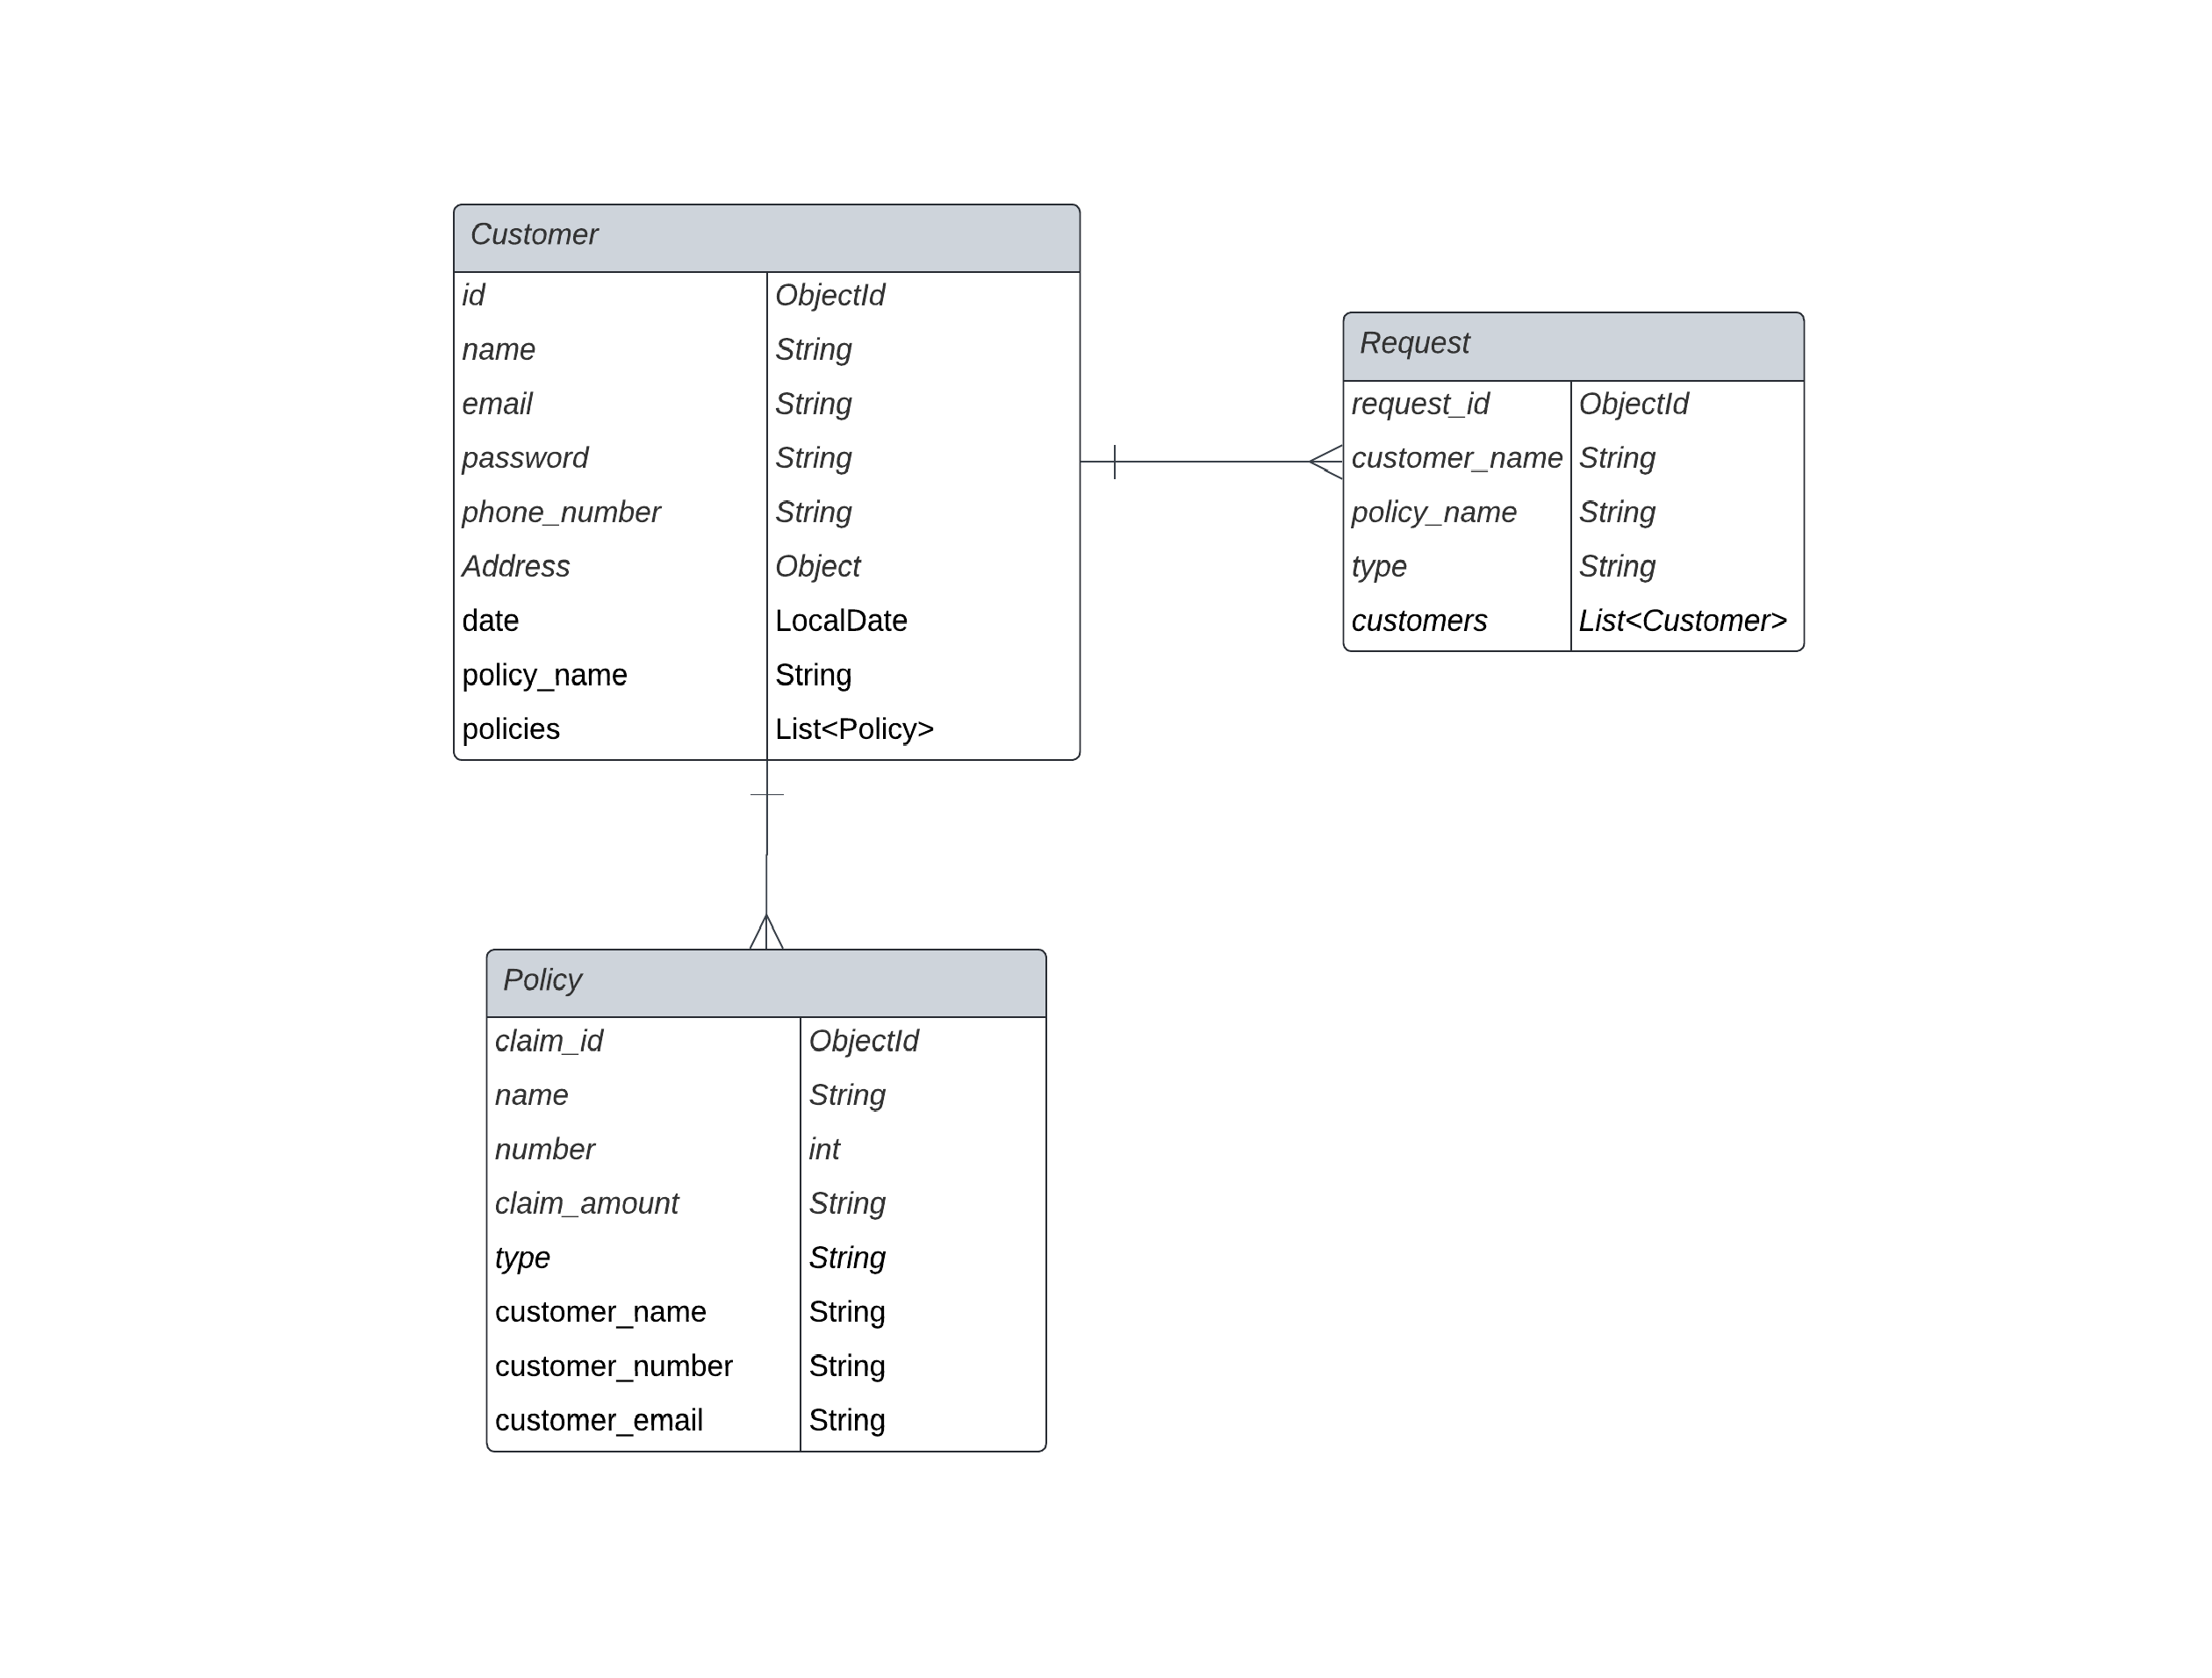 Customer
id ObjectId
name String
email String
password String
phone_number String
Address Object
date LocalDate
policy_name String
policies List<Policy>
Request
request_id ObjectId
customer_name String
policy_name String
type String
customers List<Customer>
Policy
claim_id ObjectId
name String
number int
claim_amount String
type String
customer_name String
customer_number String
customer_email String